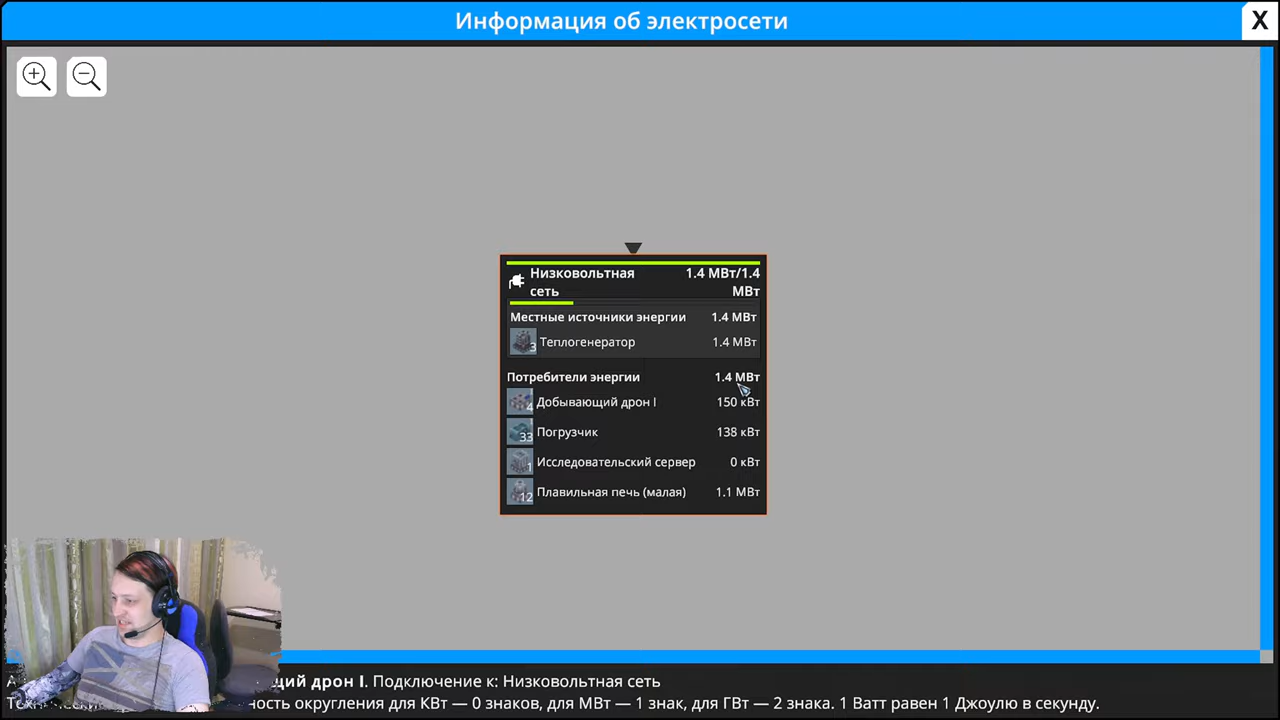 Информация об электросети
X
Низковольтная 1.4 МВт/1.4
сеть МВт
Местные источники энергии 1.4 МВт
3 Теплогенератор 1.4 МВт
Потребители энергии 1.4 МВт
4 Добывающий дрон I 150 кВт
33 Погрузчик 138 кВт
1 Исследовательский сервер 0 кВт
12 Плавильная печь (малая) 1.1 МВт
дрон I. Подключение к: Низковольтная сеть
округления для КВт — 0 знаков, для МВт — 1 знак, для ГВт — 2 знака. 1 Ватт равен 1 Джоулю в секунду.